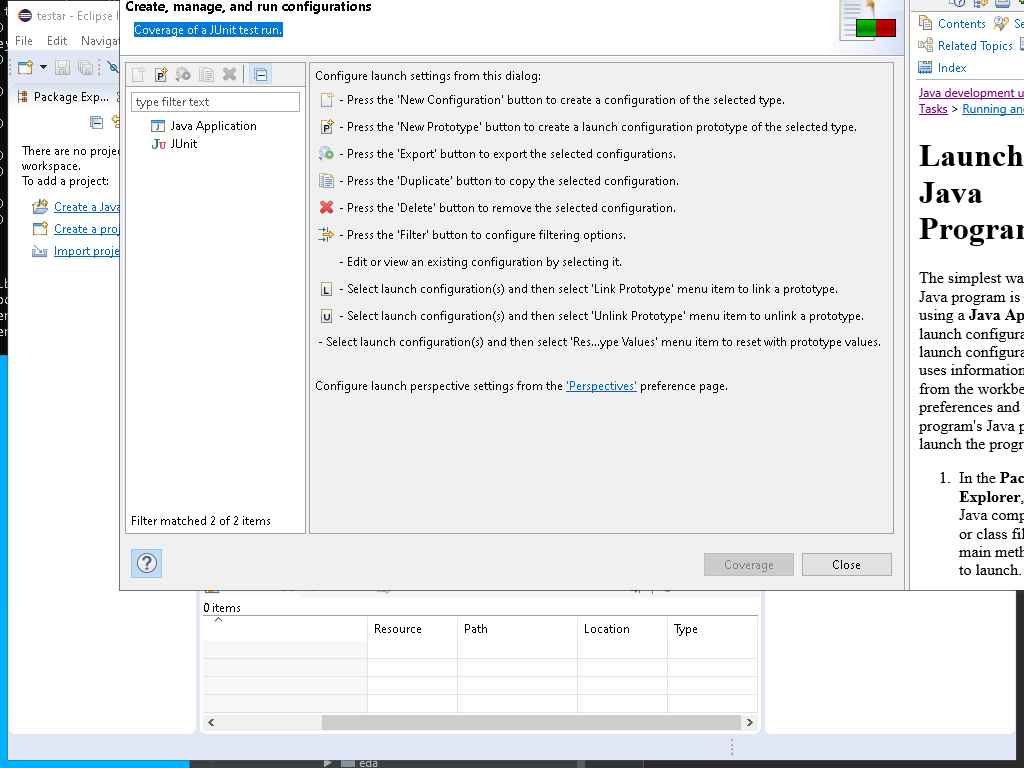 Create, manage, and run configurations
Coverage of a JUnit test run.
testar - Eclipse I
File Edit Navigat
Package Exp...
There are no projec
workspace.
To add a project:
Create a Java
Create a proj
Import proje
type filter text
Java Application
JUnit
Filter matched 2 of 2 items
Configure launch settings from this dialog:
- Press the 'New Configuration' button to create a configuration of the selected type.
- Press the 'New Prototype' button to create a launch configuration prototype of the selected type.
- Press the 'Export' button to export the selected configurations.
- Press the 'Duplicate' button to copy the selected configuration.
- Press the 'Delete' button to remove the selected configuration.
- Press the 'Filter' button to configure filtering options.
- Edit or view an existing configuration by selecting it.
- Select launch configuration(s) and then select 'Link Prototype' menu item to link a prototype.
- Select launch configuration(s) and then select 'Unlink Prototype' menu item to unlink a prototype.
- Select launch configuration(s) and then select 'Res...ype Values' menu item to reset with prototype values.
Configure launch perspective settings from the 'Perspectives' preference page.
Coverage Close
Contents Se
Related Topics
Index
Java development u
Tasks > Running and
Launch
Java
Program
The simplest wa
Java program is
using a Java Ap
launch configura
launch configura
uses information
from the workbe
preferences and
program's Java p
launch the progr
1. In the Pac
Explorer,
Java comp
or class fil
main meth
to launch.
0 items
Resource Path Location Type
eda